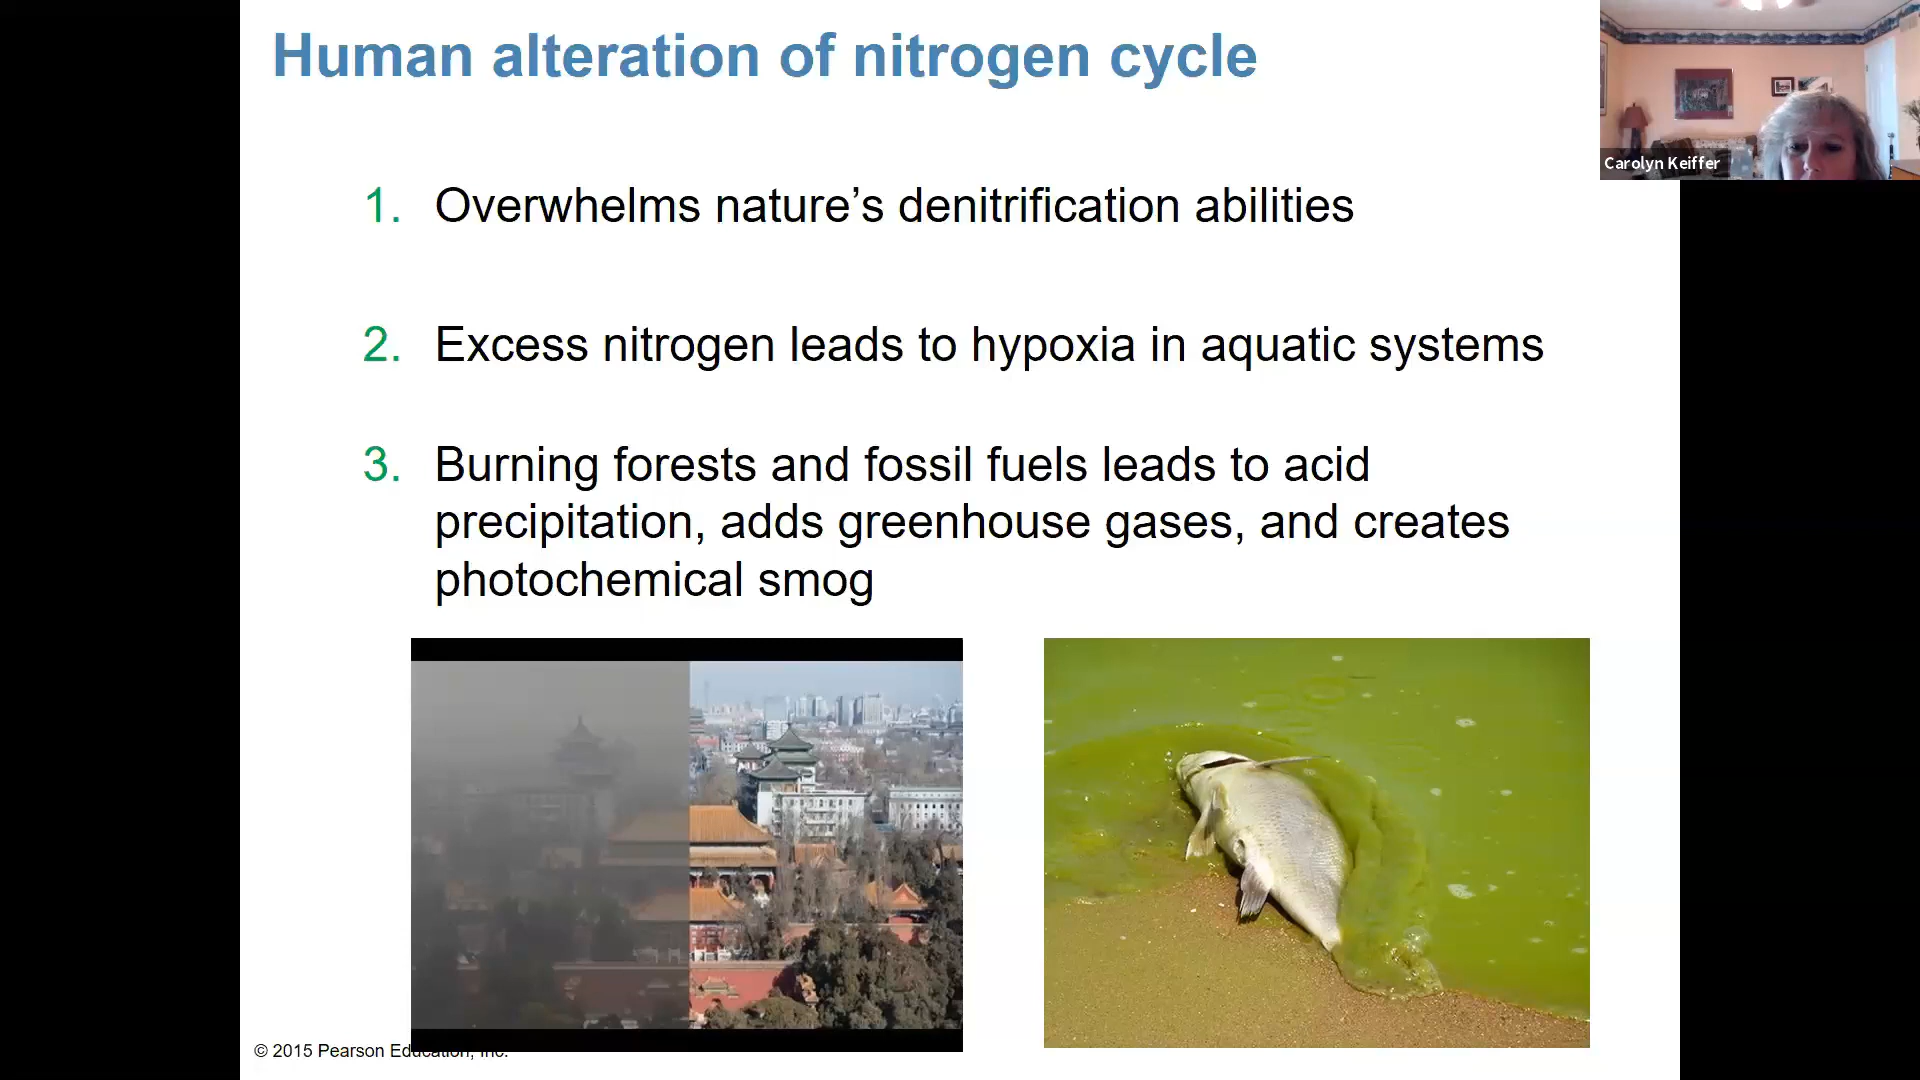 Human alteration of nitrogen cycle
Carolyn Keiffer
1. Overwhelms nature’s denitrification abilities
2. Excess nitrogen leads to hypoxia in aquatic systems
3. Burning forests and fossil fuels leads to acid
precipitation, adds greenhouse gases, and creates
photochemical smog
© 2015 Pearson Education, Inc.